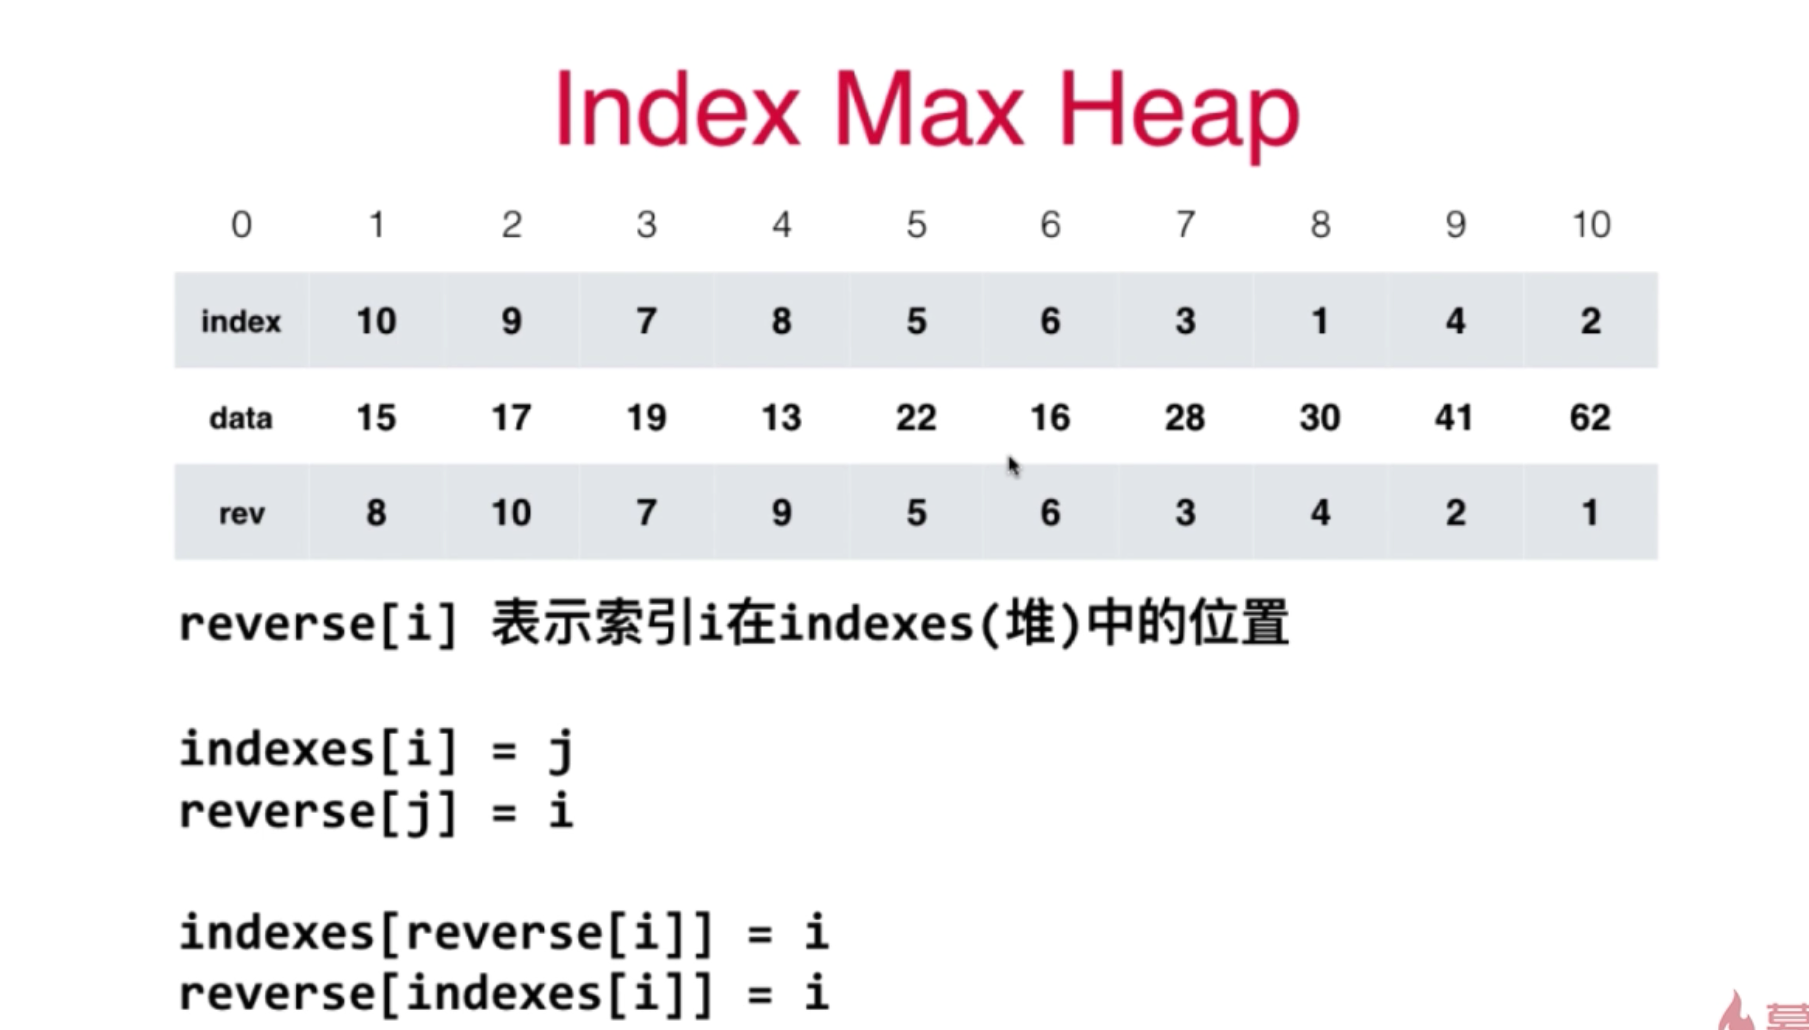 Index Max Heap
0 1 2 3 4 5 6 7 8 9 10
index 10 9 7 8 5 6 3 1 4 2
data 15 17 19 13 22 16 28 30 41 62
rev 8 10 7 9 5 6 3 4 2 1
reverse[i] 表示索引i在indexes(堆)中的位置
indexes[i] = j
reverse[j] = i
indexes[reverse[i]] = i
reverse[indexes[i]] = i